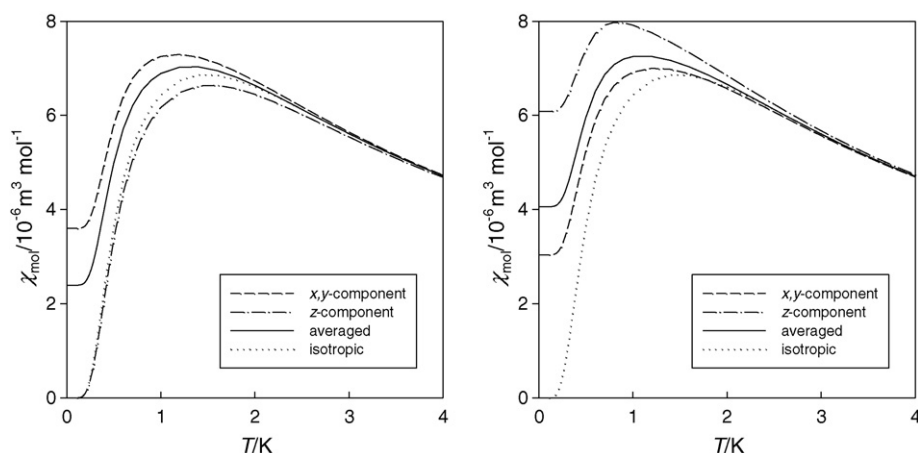 8
6
4
2
0
χmol/10⁻⁶ m³ mol⁻¹
x,y-component
z-component
averaged
isotropic
0 1 2 3 4
T/K
8
6
4
2
0
χmol/10⁻⁶ m³ mol⁻¹
x,y-component
z-component
averaged
isotropic
0 1 2 3 4
T/K